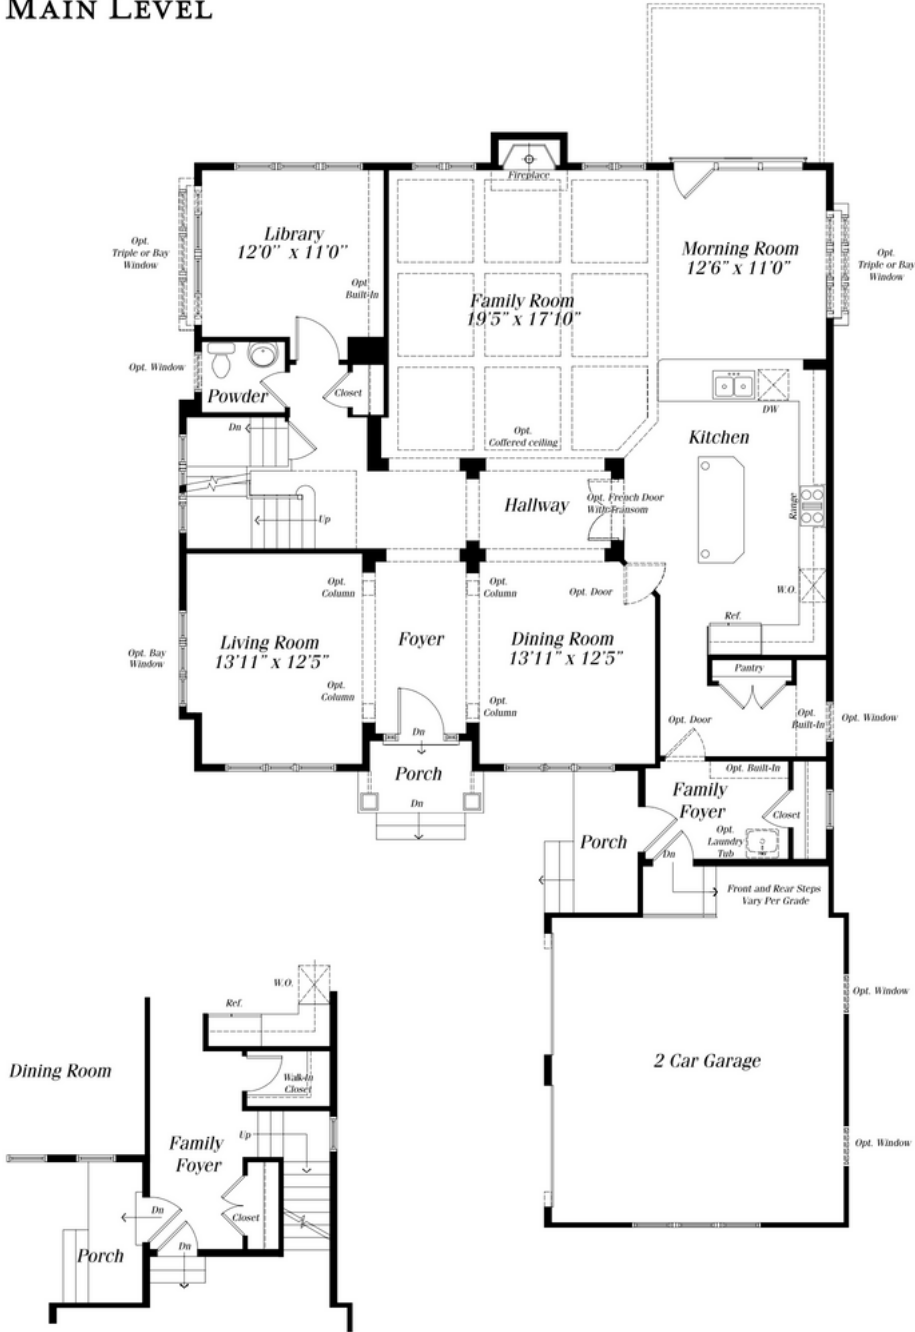 MAIN LEVEL
Fireplace
Library
12'0" x 11'0"
Opt.
Triple or Bay
Window
Opt.
Built-In
Family Room
19'5" x 17'10"
Morning Room
12'6" x 11'0"
Opt.
Triple or Bay
Window
Opt. Window
Powder
Closet
DW
Dn
Opt.
Coffered ceiling
Kitchen
Range
Hallway
Opt. French Door
With Transom
Up
W.O.
Opt.
Column
Opt.
Column
Opt. Door
Ref.
Opt. Bay
Window
Living Room
13'11" x 12'5"
Foyer
Dining Room
13'11" x 12'5"
Opt.
Column
Opt.
Column
Pantry
Opt. Door
Opt.
Built-In
Opt. Window
Dn
Porch
Dn
Opt. Built-In
Family
Foyer
Closet
Opt.
Laundry
Tub
Porch
Dn
Front and Rear Steps
Vary Per Grade
Opt. Window
2 Car Garage
Opt. Window
W.O.
Ref.
Dining Room
Walk-In
Closet
Up
Family
Foyer
Dn
Closet
Dn
Porch